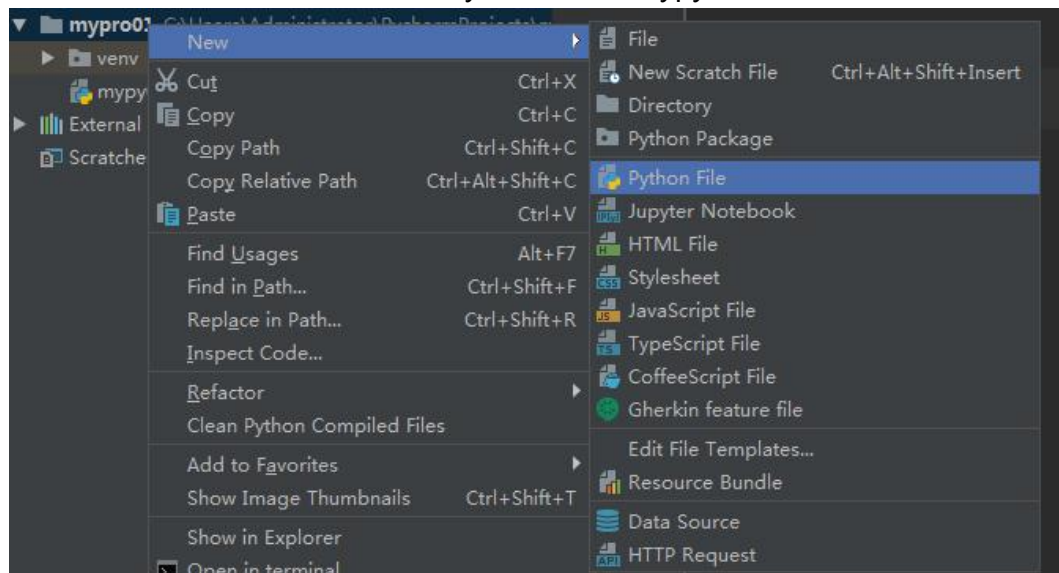 mypro01
venv
mypy
External
Scratche
New
Cut Ctrl+X
Copy Ctrl+C
Copy Path Ctrl+Shift+C
Copy Relative Path Ctrl+Alt+Shift+C
Paste Ctrl+V
Find Usages Alt+F7
Find in Path... Ctrl+Shift+F
Replace in Path... Ctrl+Shift+R
Inspect Code...
Refactor
Clean Python Compiled Files
Add to Favorites
Show Image Thumbnails Ctrl+Shift+T
Show in Explorer
Open in terminal
File
New Scratch File Ctrl+Alt+Shift+Insert
Directory
Python Package
Python File
Jupyter Notebook
HTML File
Stylesheet
JavaScript File
TypeScript File
CoffeeScript File
Gherkin feature file
Edit File Templates...
Resource Bundle
Data Source
HTTP Request